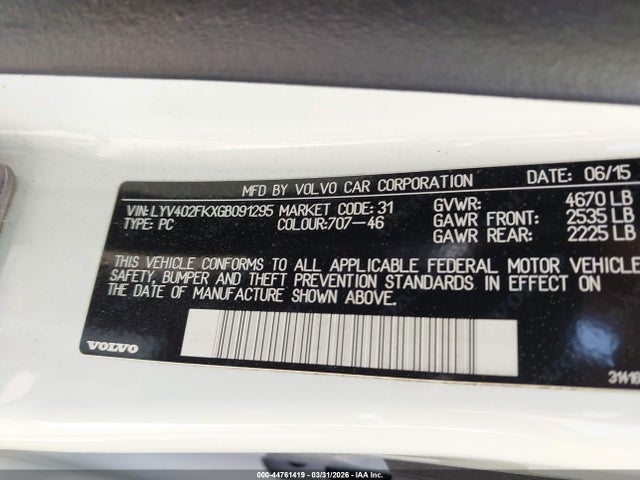 MFD BY VOLVO CAR CORPORATION DATE: 06/15
VIN: LYV402FKXGB091295 MARKET CODE: 31 GVWR: 4670 LB
TYPE: PC COLOUR: 707-46 GAWR FRONT: 2535 LB
GAWR REAR: 2225 LB
THIS VEHICLE CONFORMS TO ALL APPLICABLE FEDERAL MOTOR VEHICLE
SAFETY, BUMPER AND THEFT PREVENTION STANDARDS IN EFFECT ON
THE DATE OF MANUFACTURE SHOWN ABOVE.
VOLVO
000-44761419 - 03/31/2026 - IAA Inc.